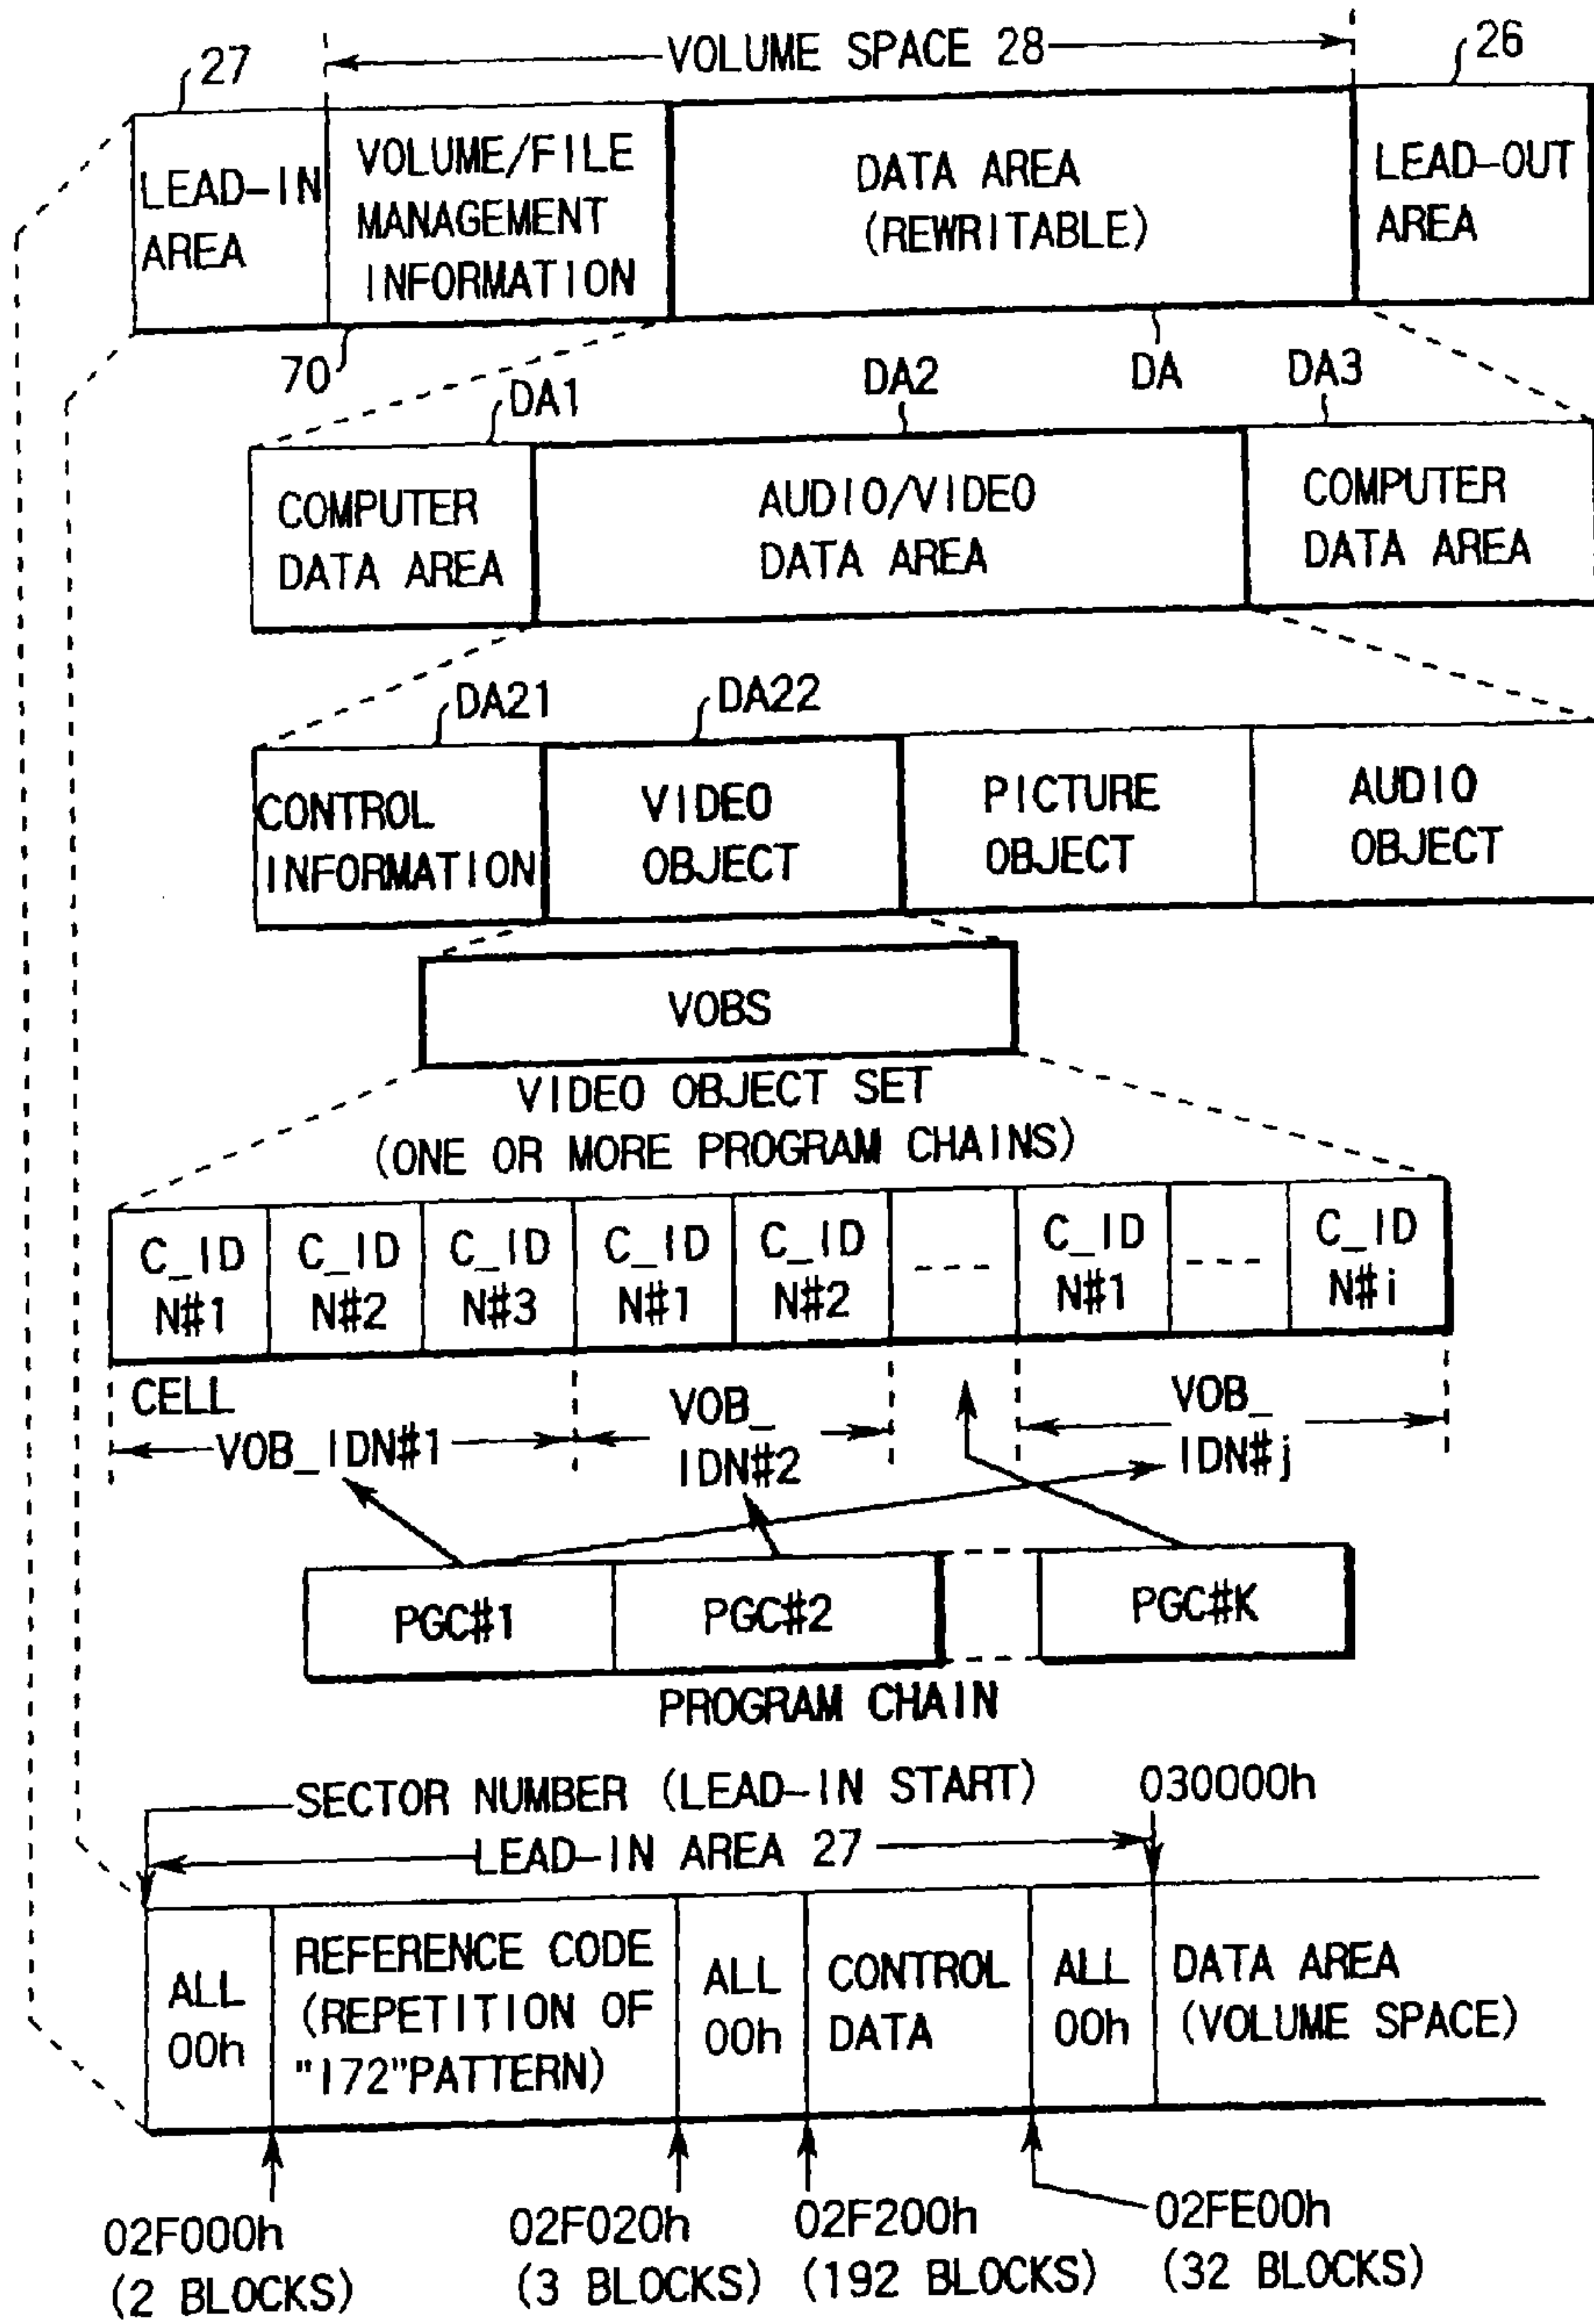 27
VOLUME SPACE 28
26
LEAD-IN
AREA
VOLUME/FILE
MANAGEMENT
INFORMATION
DATA AREA
(REWRITABLE)
LEAD-OUT
AREA
70
DA1
DA2
DA
DA3
COMPUTER
DATA AREA
AUDIO/VIDEO
DATA AREA
COMPUTER
DATA AREA
DA21
DA22
CONTROL
INFORMATION
VIDEO
OBJECT
PICTURE
OBJECT
AUDIO
OBJECT
VOBS
VIDEO OBJECT SET
(ONE OR MORE PROGRAM CHAINS)
C_ID
N#1
C_ID
N#2
C_ID
N#3
C_ID
N#1
C_ID
N#2
----
C_ID
N#1
----
C_ID
N#i
CELL
VOB_IDN#1
VOB_
IDN#2
VOB_
IDN#j
PGC#1
PGC#2
PGC#K
PROGRAM CHAIN
SECTOR NUMBER (LEAD-IN START)
030000h
LEAD-IN AREA 27
ALL
00h
REFERENCE CODE
(REPETITION OF
"172"PATTERN)
ALL
00h
CONTROL
DATA
ALL
00h
DATA AREA
(VOLUME SPACE)
02F000h
(2 BLOCKS)
02F020h
(3 BLOCKS)
02F200h
(192 BLOCKS)
02FE00h
(32 BLOCKS)